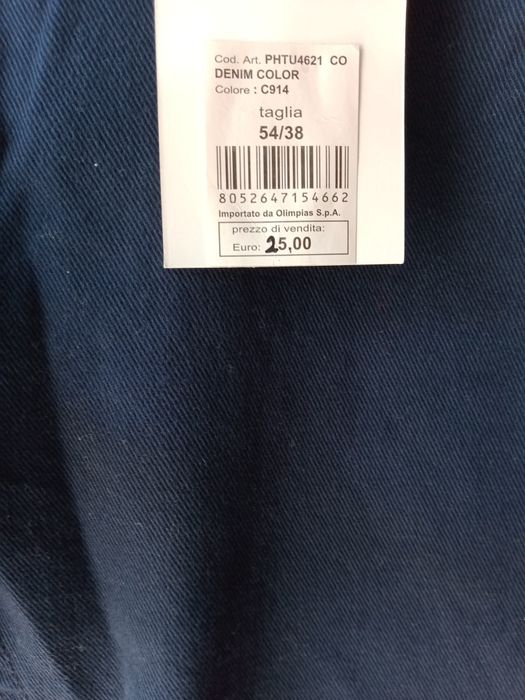 Cod. Art. PHTU4621 CO
DENIM COLOR
Colore : C914
taglia
54/38
8052647154662
Importato da Olimpias S.p.A.
prezzo di vendita:
Euro: 25,00